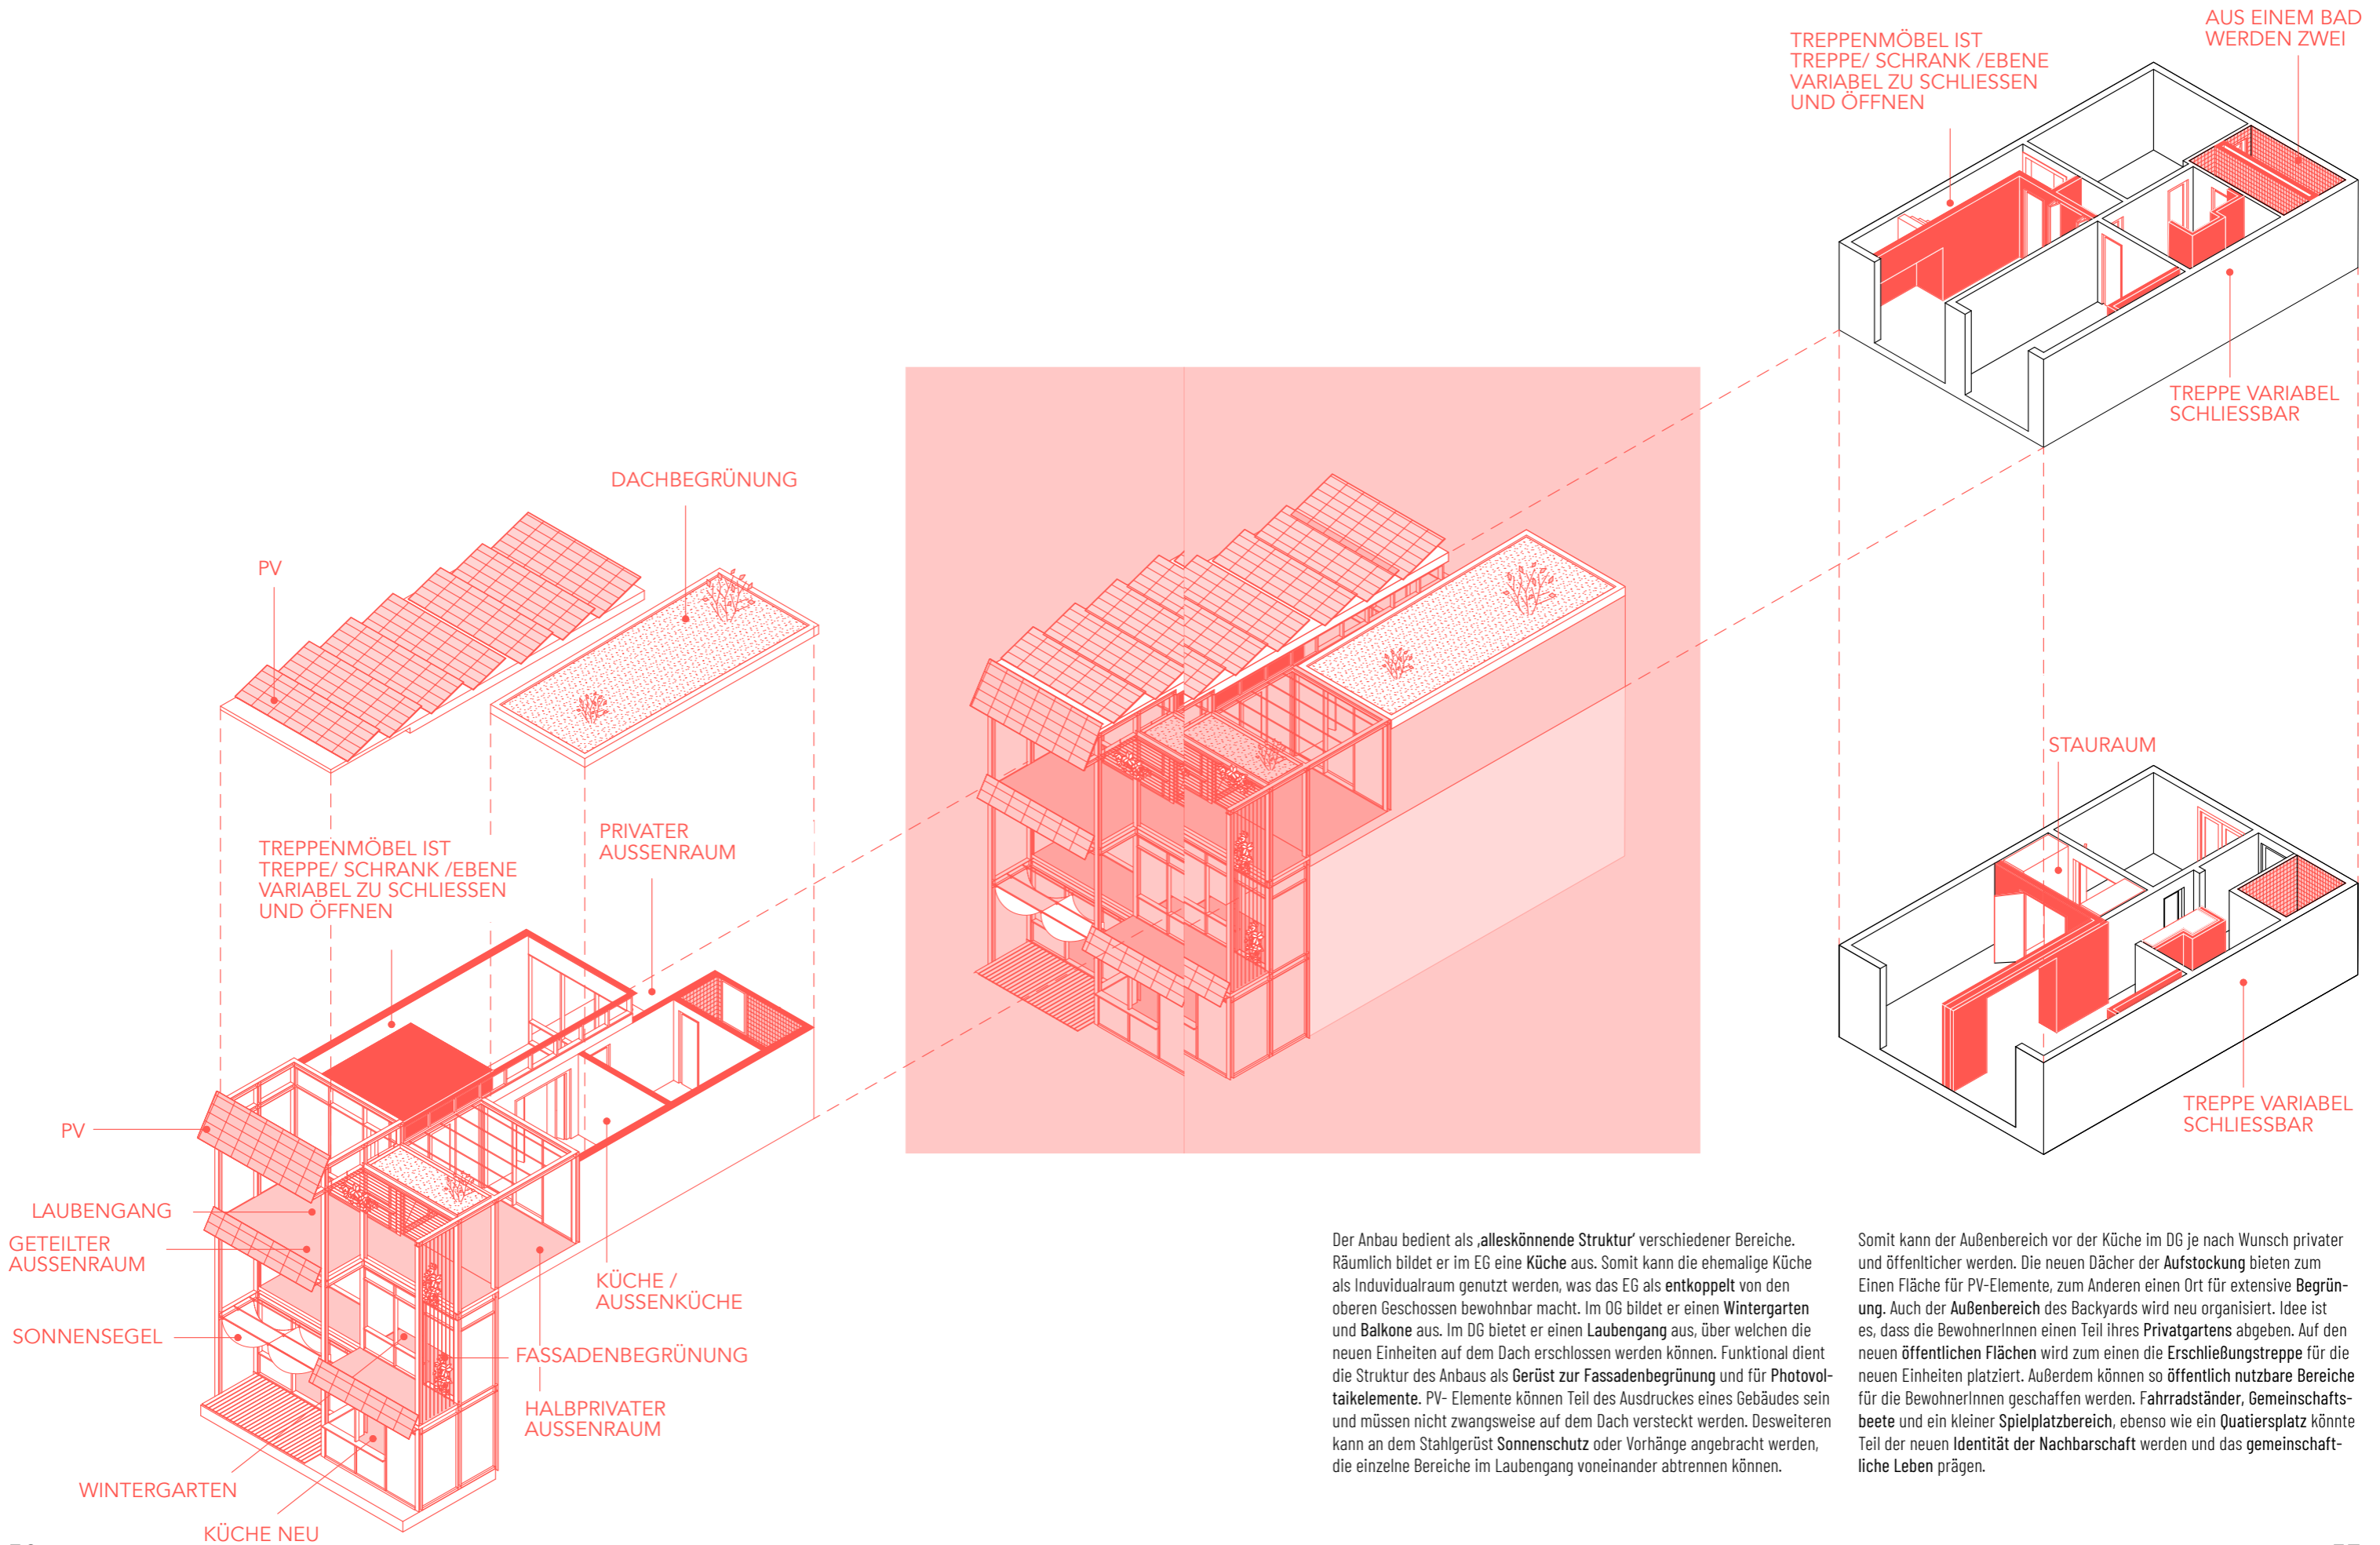 AUS EINEM BAD
WERDEN ZWEI
TREPPENMÖBEL IST
TREPPE/ SCHRANK /EBENE
VARIABEL ZU SCHLIESSEN
UND ÖFFNEN
TREPPE VARIABEL
SCHLIESSBAR
DACHBEGRÜNUNG
PV
STAURAUM
PRIVATER
AUSSENRAUM
TREPPENMÖBEL IST
TREPPE/ SCHRANK /EBENE
VARIABEL ZU SCHLIESSEN
UND ÖFFNEN
TREPPE VARIABEL
SCHLIESSBAR
PV
LAUBENGANG
GETEILTER
AUSSENRAUM
KÜCHE /
AUSSENKÜCHE
SONNENSEGEL
FASSADENBEGRÜNUNG
HALBPRIVATER
AUSSENRAUM
WINTERGARTEN
KÜCHE NEU
Der Anbau bedient als ‚alleskönnende Struktur‘ verschiedener Bereiche.
Räumlich bildet er im EG eine Küche aus. Somit kann die ehemalige Küche
als Induvidualraum genutzt werden, was das EG als entkoppelt von den
oberen Geschossen bewohnbar macht. Im OG bildet er einen Wintergarten
und Balkone aus. Im DG bietet er einen Laubengang aus, über welchen die
neuen Einheiten auf dem Dach erschlossen werden können. Funktional dient
die Struktur des Anbaus als Gerüst zur Fassadenbegrünung und für Photovol-
taikelemente. PV- Elemente können Teil des Ausdruckes eines Gebäudes sein
und müssen nicht zwangsweise auf dem Dach versteckt werden. Desweiteren
kann an dem Stahlgerüst Sonnenschutz oder Vorhänge angebracht werden,
die einzelne Bereiche im Laubengang voneinander abtrennen können.
Somit kann der Außenbereich vor der Küche im DG je nach Wunsch privater
und öffenlticher werden. Die neuen Dächer der Aufstockung bieten zum
Einen Fläche für PV-Elemente, zum Anderen einen Ort für extensive Begrün-
ung. Auch der Außenbereich des Backyards wird neu organisiert. Idee ist
es, dass die BewohnerInnen einen Teil ihres Privatgartens abgeben. Auf den
neuen öffentlichen Flächen wird zum einen die Erschließungstreppe für die
neuen Einheiten platziert. Außerdem können so öffentlich nutzbare Bereiche
für die BewohnerInnen geschaffen werden. Fahrradständer, Gemeinschafts-
beete und ein kleiner Spielplatzbereich, ebenso wie ein Quatiersplatz könnte
Teil der neuen Identität der Nachbarschaft werden und das gemeinschaft-
liche Leben prägen.